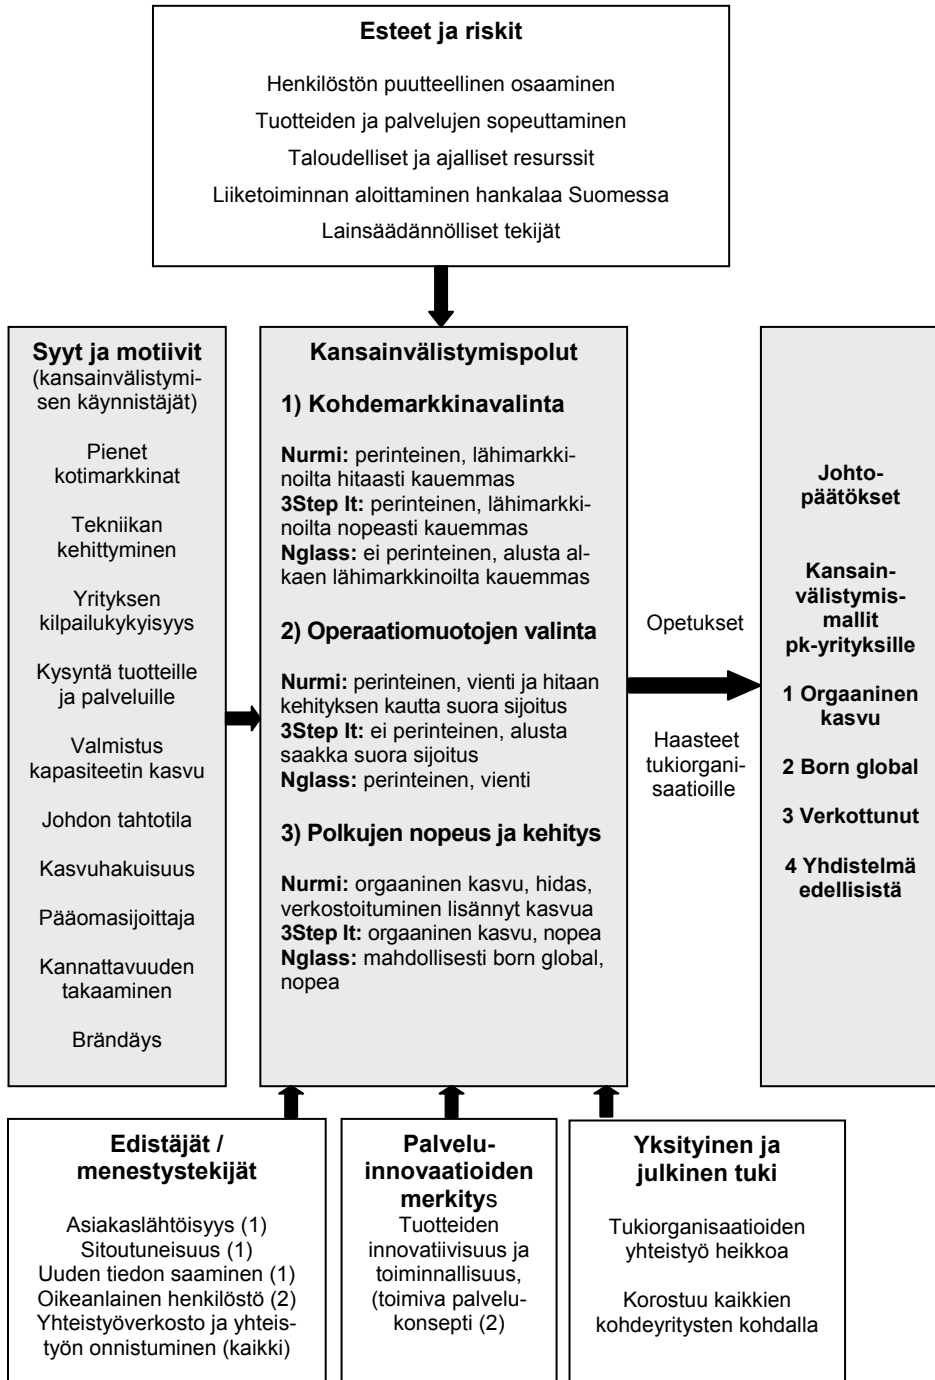 Esteet ja riskit
Henkilöstön puutteellinen osaaminen
Tuotteiden ja palvelujen sopeuttaminen
Taloudelliset ja ajalliset resurssit
Liiketoiminnan aloittaminen hankalaa Suomessa
Lainsäädännölliset tekijät
Syyt ja motiivit
(kansainvälistymi-
sen käynnistäjät)
Pienet
kotimarkkinat
Tekniikan
kehittyminen
Yrityksen
kilpailukykyisyys
Kysyntä tuotteille
ja palveluille
Valmistus
kapasiteetin kasvu
Johdon tahtotila
Kasvuhakuisuus
Pääomasijoittaja
Kannattavuuden
takaaminen
Brändäys
Kansainvälistymispolut
1) Kohdemarkkinavalinta
Nurmi: perinteinen, lähimarkki-
noilta hitaasti kauemmas
3Step It: perinteinen, lähimarkki-
noilta nopeasti kauemmas
Nglass: ei perinteinen, alusta al-
kaen lähimarkkinoilta kauemmas
2) Operaatiomuotojen valinta
Nurmi: perinteinen, vienti ja hitaan
kehityksen kautta suora sijoitus
3Step It: ei perinteinen, alusta
saakka suora sijoitus
Nglass: perinteinen, vienti
3) Polkujen nopeus ja kehitys
Nurmi: orgaaninen kasvu, hidas,
verkostoituminen lisännyt kasvua
3Step It: orgaaninen kasvu, nopea
Nglass: mahdollisesti born global,
nopea
Opetukset
Haasteet
tukiorgani-
saatioille
Johto-
päätökset
Kansain-
välistymis-
mallit
pk-yrityksille
1 Orgaaninen
kasvu
2 Born global
3 Verkottunut
4 Yhdistelmä
edellisistä
Edistäjät /
menestystekijät
Asiakaslähtöisyys (1)
Sitoutuneisuus (1)
Uuden tiedon saaminen (1)
Oikeanlainen henkilöstö (2)
Yhteistyöverkosto ja yhteis-
työn onnistuminen (kaikki)
Palvelu-
innovaatioiden
merkitys
Tuotteiden
innovatiivisuus ja
toiminnallisuus,
(toimiva palvelu-
konsepti (2)
Yksityinen ja
julkinen tuki
Tukiorganisaatioiden
yhteistyö heikkoa
Korostuu kaikkien
kohdeyritysten kohdalla